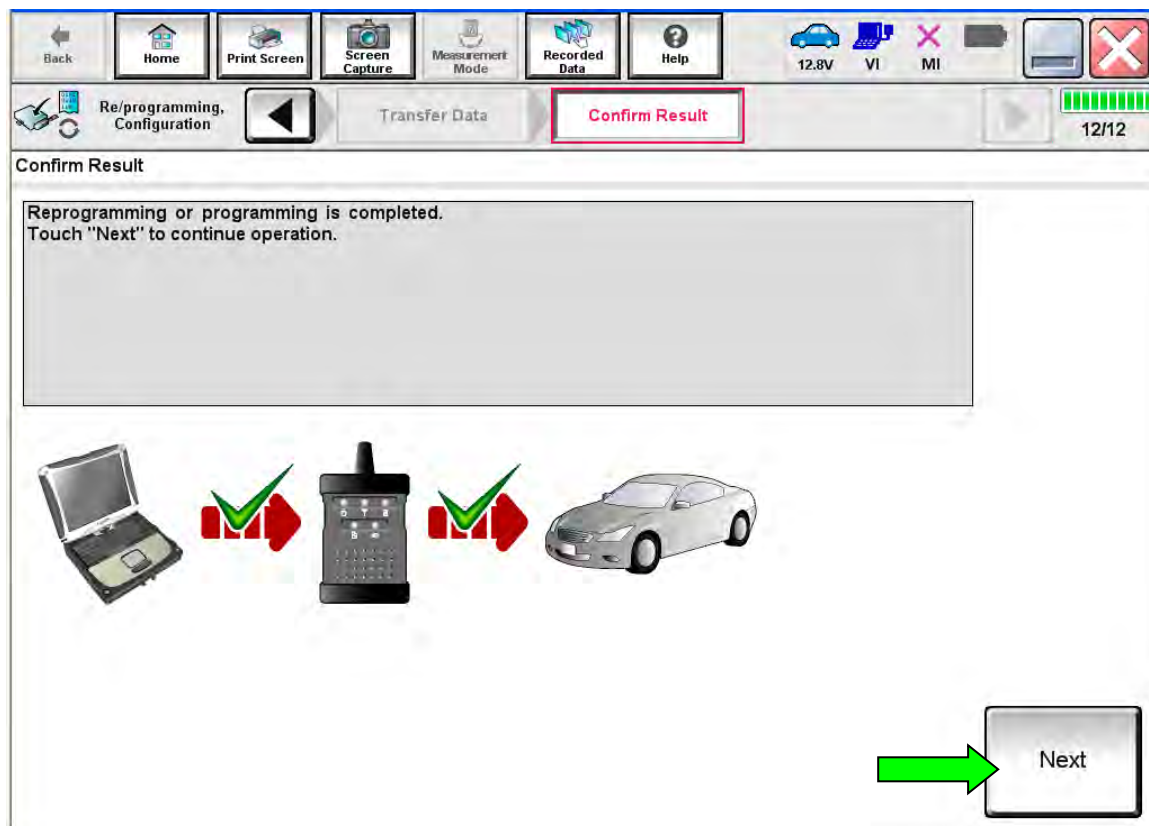 Back
Home
Print Screen
Screen
Capture
Measurement
Mode
Recorded
Data
Help
12.8V
VI
MI
Re/programming,
Configuration
Transfer Data
Confirm Result
12/12
Confirm Result
Reprogramming or programming is completed.
Touch "Next" to continue operation.
Next